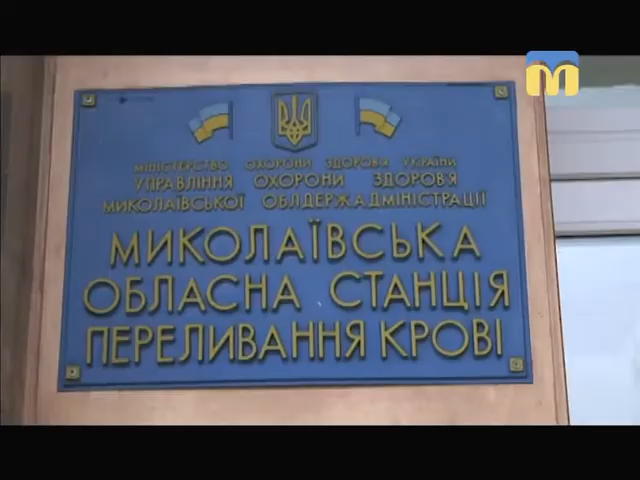 МІНІСТЕРСТВО ОХОРОНИ ЗДОРОВ'Я УКРАЇНИ
УПРАВЛІННЯ ОХОРОНИ ЗДОРОВ'Я
МИКОЛАЇВСЬКОЇ ОБЛДЕРЖАДМІНІСТРАЦІЇ
МИКОЛАЇВСЬКА
ОБЛАСНА СТАНЦІЯ
ПЕРЕЛИВАННЯ КРОВІ